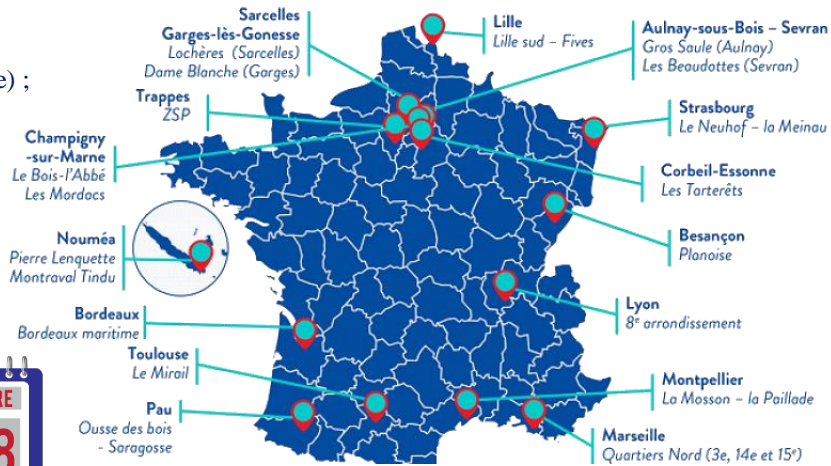 Sarcelles
Garges-lès-Gonesse
Lochères (Sarcelles)
Dame Blanche (Garges)
Lille
Lille sud – Fives
Aulnay-sous-Bois – Sevran
Gros Saule (Aulnay)
Les Beaudottes (Sevran)
e) ;
Trappes
ZSP
Strasbourg
Le Neuhof – la Meinau
Champigny
-sur-Marne
Le Bois-l'Abbé
Les Mordacs
Corbeil-Essonne
Les Tarterêts
Nouméa
Pierre Lenquette
Montraval Tindu
Besançon
Planoise
Bordeaux
Bordeaux maritime
Lyon
8e arrondissement
Toulouse
Le Mirail
Montpellier
La Mosson – la Paillade
Pau
Ousse des bois
- Saragosse
Marseille
Quartiers Nord (3e, 14e et 15e)
RE
8